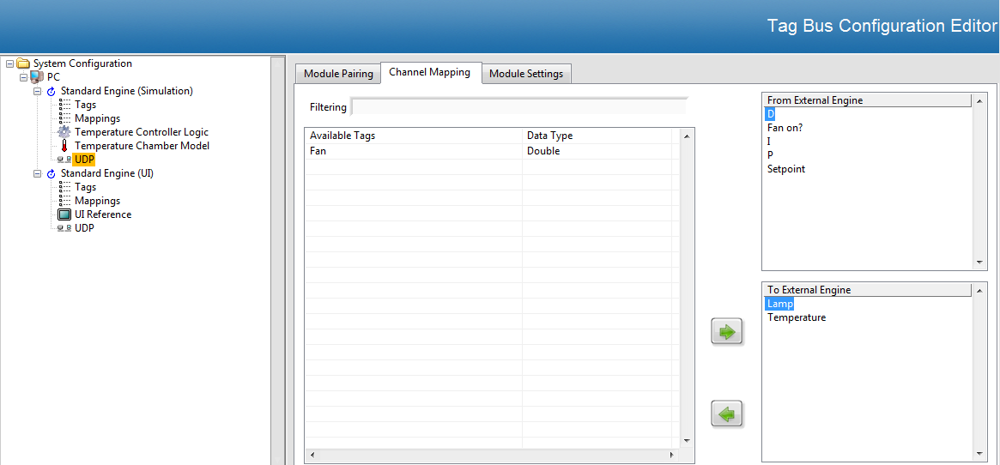 Tag Bus Configuration Editor
System Configuration
PC
Standard Engine (Simulation)
Tags
Mappings
Temperature Controller Logic
Temperature Chamber Model
UDP
Standard Engine (UI)
Tags
Mappings
UI Reference
UDP
Module Pairing
Channel Mapping
Module Settings
Filtering
Available Tags
Data Type
Fan
Double
From External Engine
D
Fan on?
I
P
Setpoint
To External Engine
Lamp
Temperature